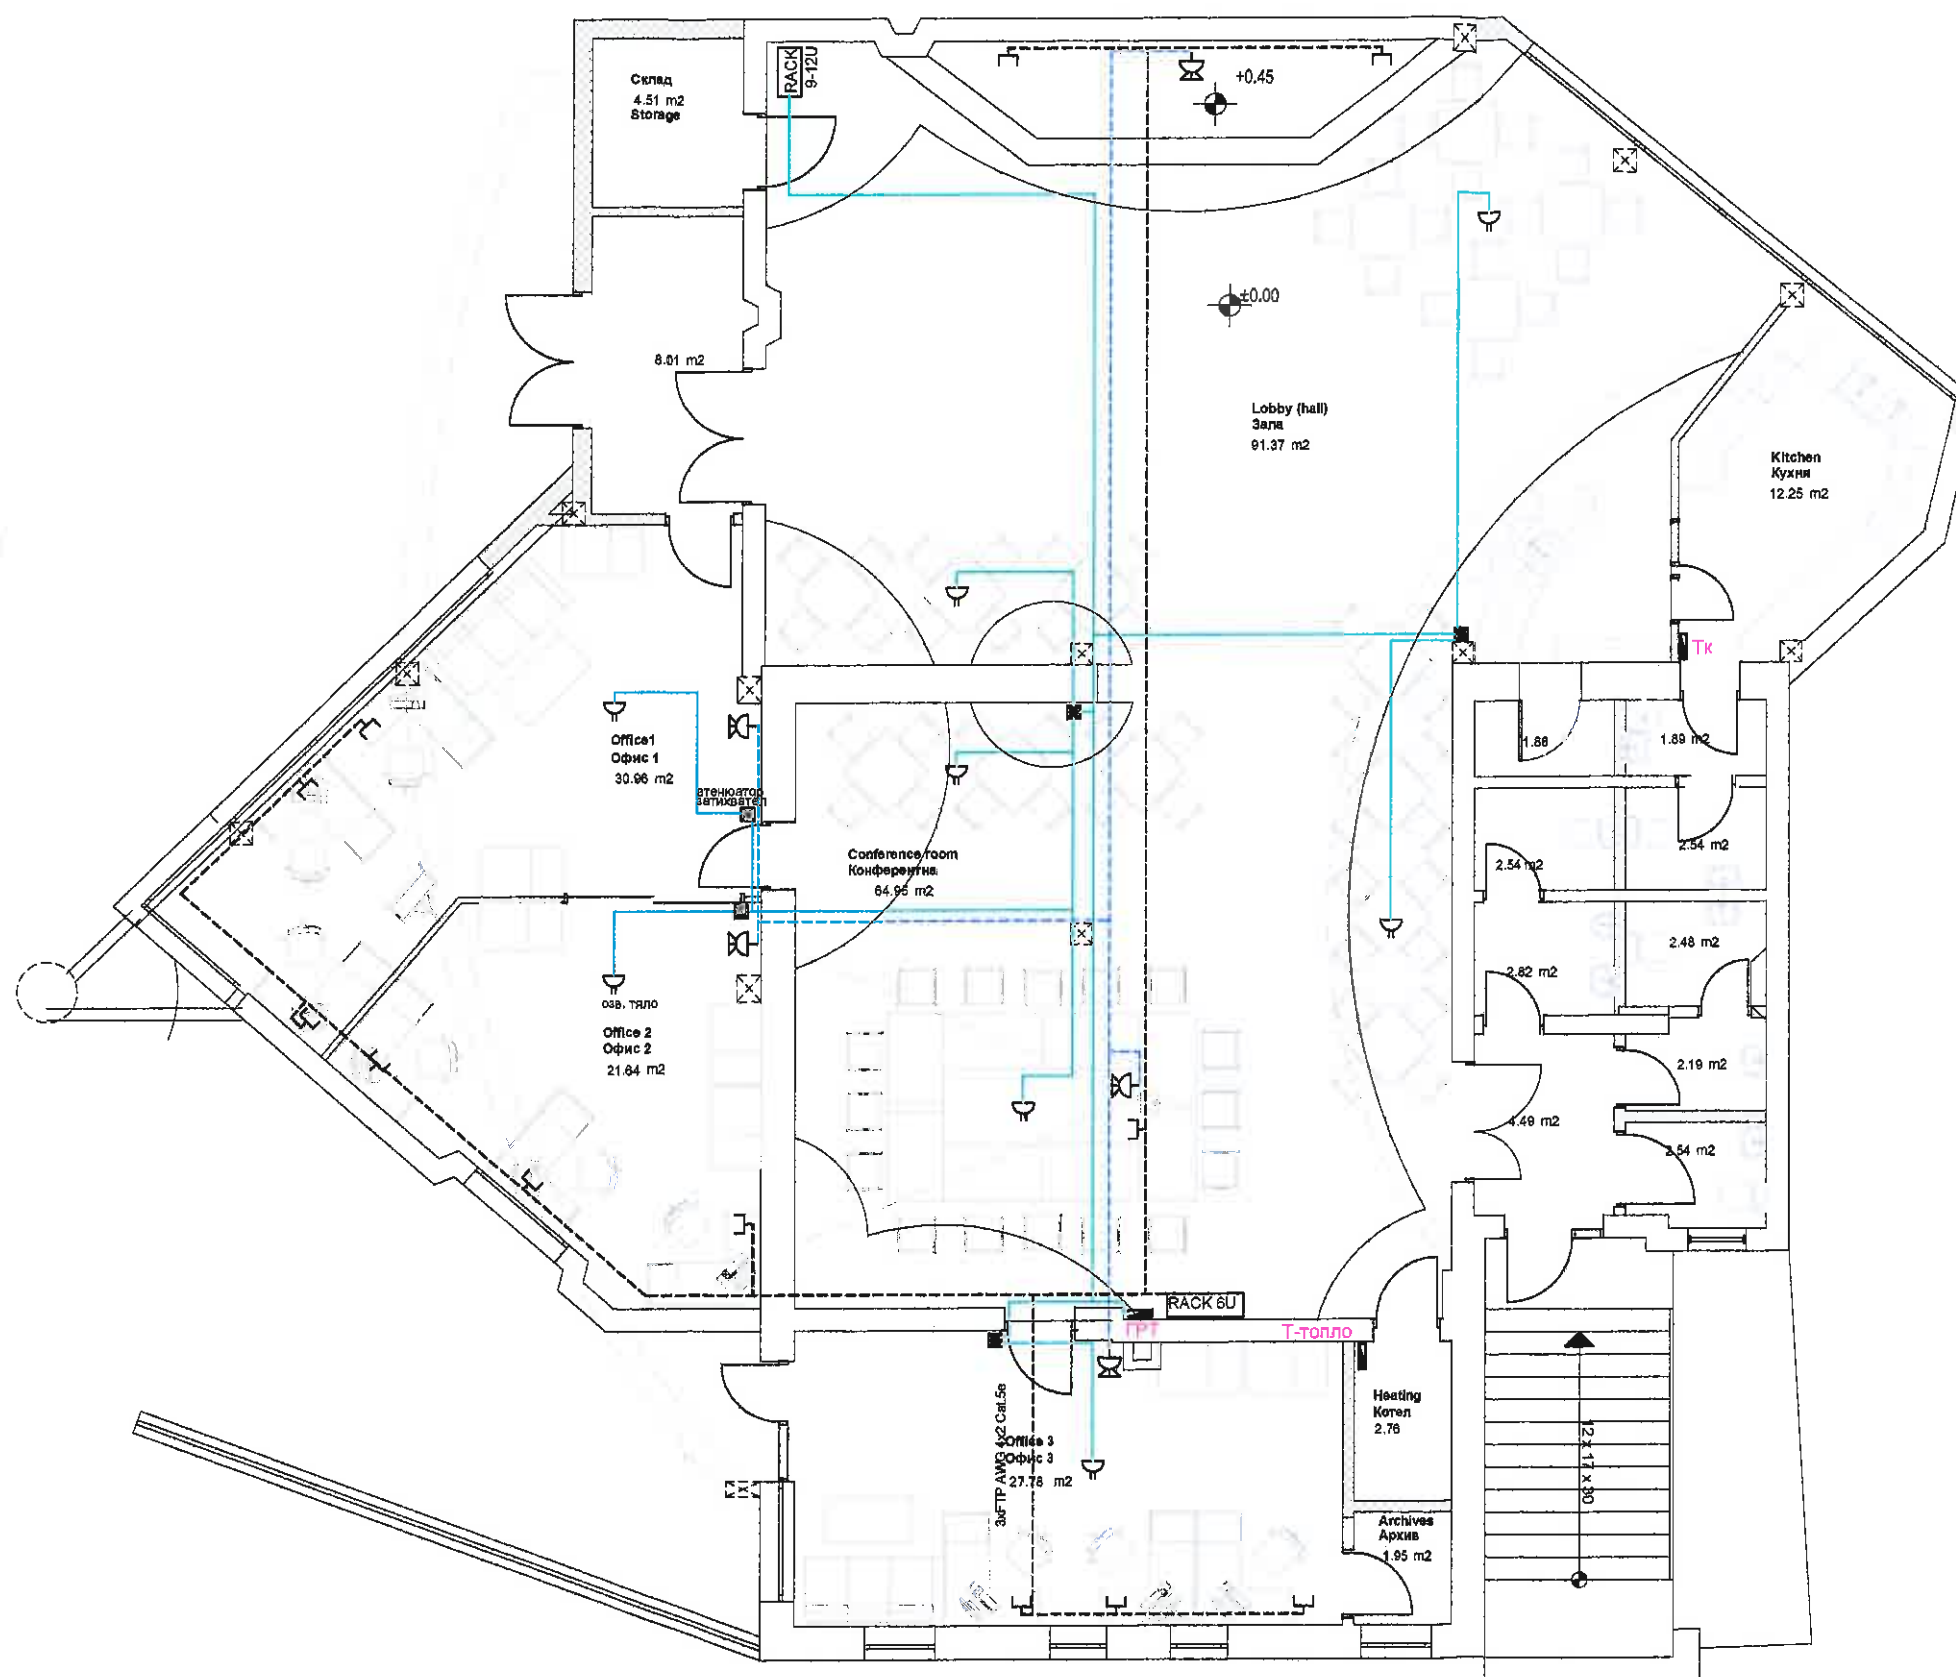 Склад
4.51 m2
Storage
RACK
9-12U
+0.45
±0.00
8.01 m2
Lobby (hall)
Зала
91.37 m2
Kitchen
Кухня
12.25 m2
Тк
Office1
Офис 1
30.96 m2
атенюатор
затихвател
1.89 m2
2.54 m2
2.54 m2
Conference room
Конферентна
64.95 m2
2.48 m2
2.82 m2
озв. тяло
Office 2
Офис 2
21.64 m2
2.19 m2
4.49 m2
2.54 m2
RACK 6U
ГРТ
Т-топло
Heating
Котел
2.76
3xFTP AWG 4x2 Cat.5e
Office 3
Офис 3
27.78 m2
12 x 17 x 30
Archives
Архив
1.95 m2